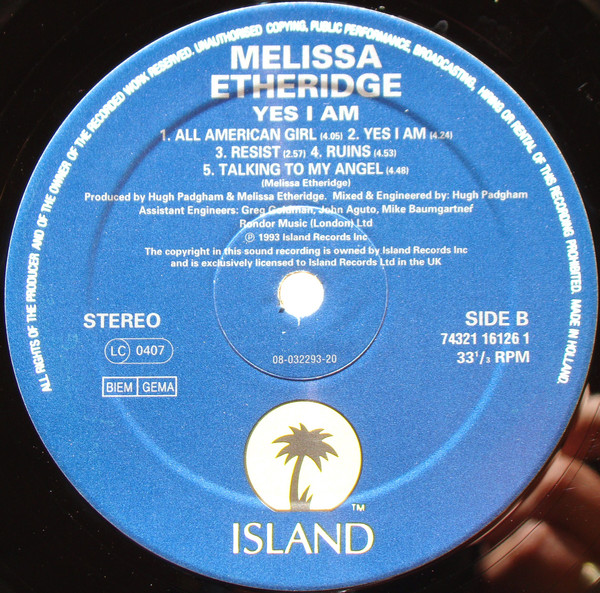 ALL RIGHTS OF THE PRODUCER AND OF THE OWNER OF THE RECORDED WORK RESERVED. UNAUTHORISED COPYING, PUBLIC PERFORMANCE, BROADCASTING, HIRING OR RENTAL OF THIS RECORDING PROHIBITED. MADE IN HOLLAND.
MELISSA
ETHERIDGE
YES I AM
1. ALL AMERICAN GIRL (4.05) 2. YES I AM (4.24)
3. RESIST (2.57) 4. RUINS (4.53)
5. TALKING TO MY ANGEL (4.48)
(Melissa Etheridge)
Produced by Hugh Padgham & Melissa Etheridge. Mixed & Engineered by: Hugh Padgham
Assistant Engineers: Greg Goldman, John Aguto, Mike Baumgartner
Rondor Music (London) Ltd
℗ 1993 Island Records Inc
The copyright in this sound recording is owned by Island Records Inc
and is exclusively licensed to Island Records Ltd in the UK
STEREO
LC 0407
BIEM GEMA
SIDE B
74321 16126 1
33¹/₃ RPM
08-032293-20
TM
ISLAND